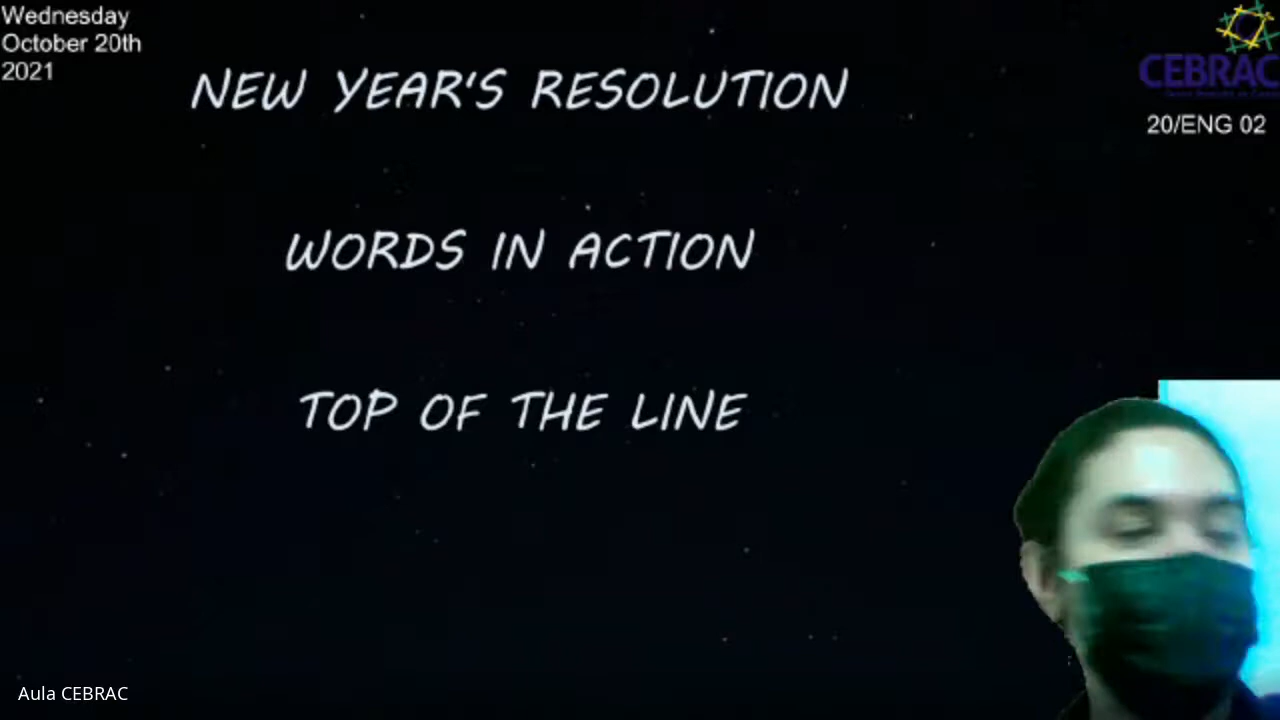 Wednesday
October 20th
2021
NEW YEAR'S RESOLUTION
CEBRAC
20/ENG 02
WORDS IN ACTION
TOP OF THE LINE
Aula CEBRAC